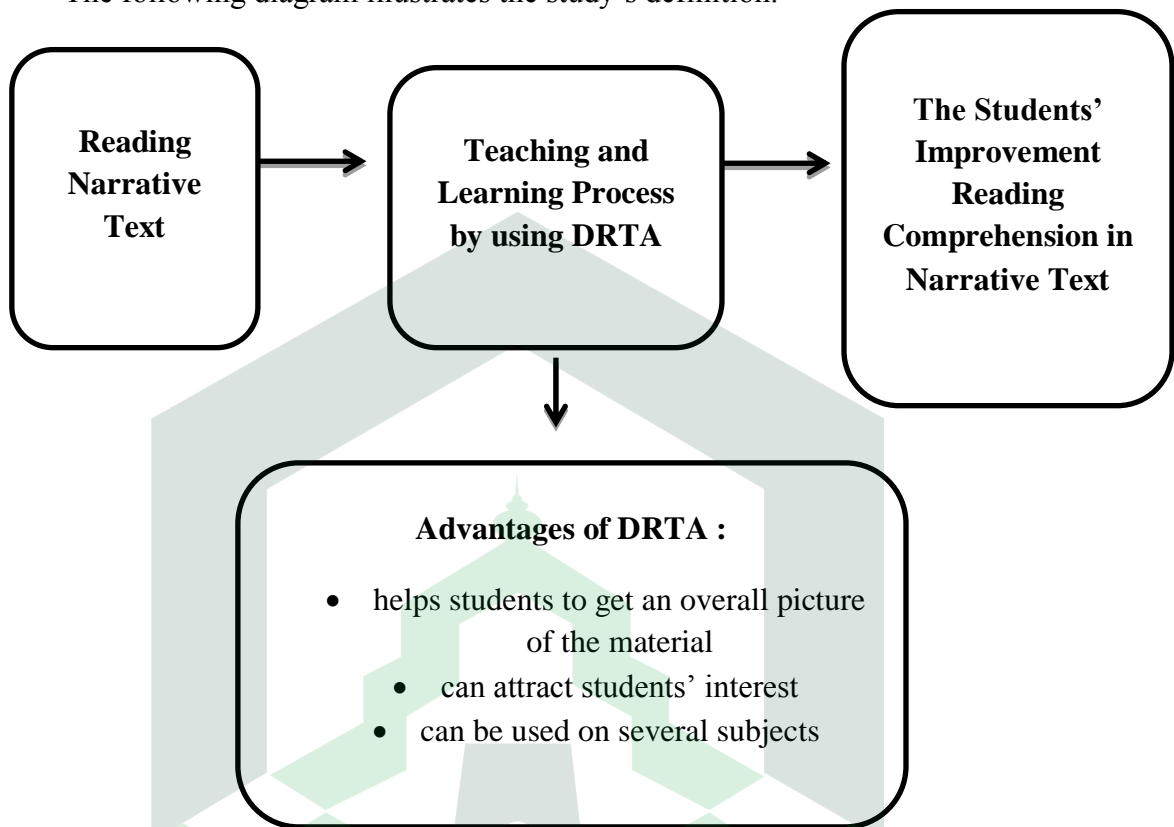 The following diagram illustrates the study's definition:
Reading
Narrative
Text
Teaching and
Learning Process
by using DRTA
The Students'
Improvement
Reading
Comprehension in
Narrative Text
Advantages of DRTA :
• helps students to get an overall picture
of the material
• can attract students' interest
• can be used on several subjects